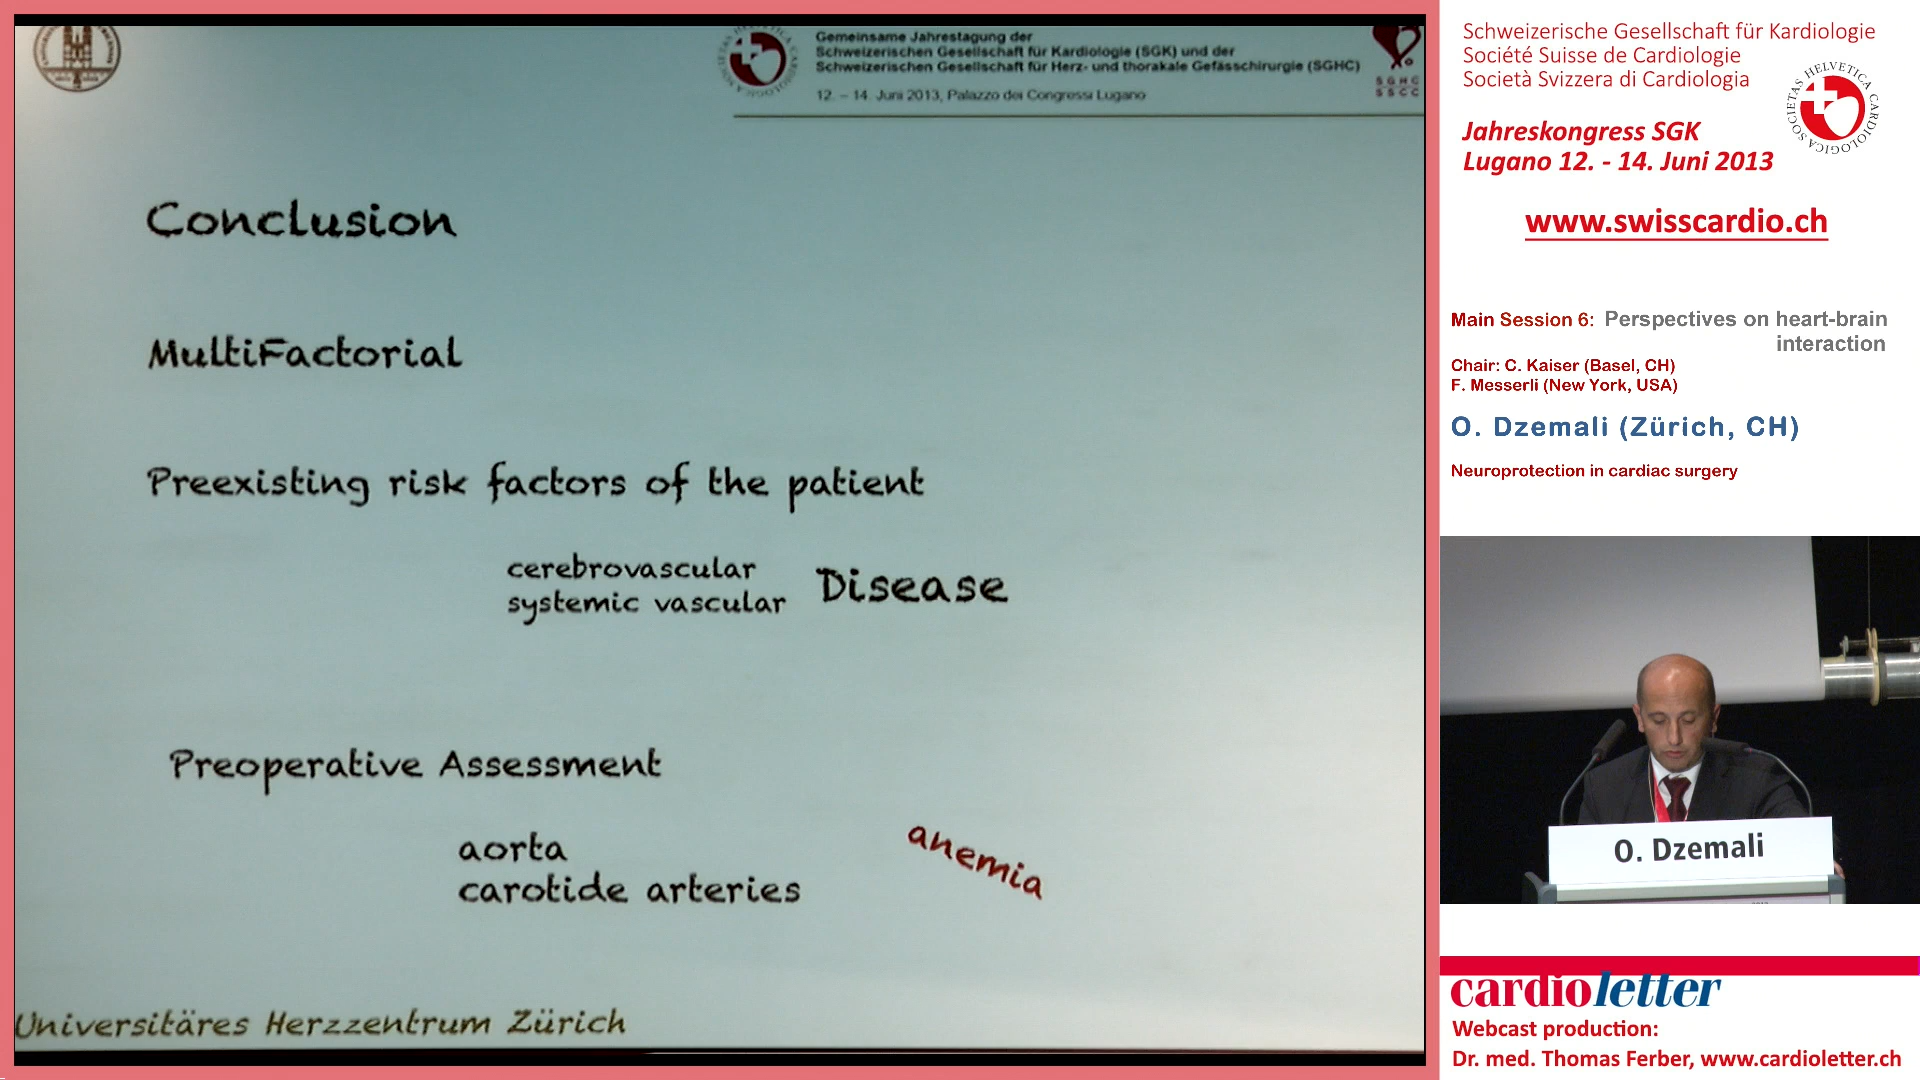 Gemeinsame Jahrestagung der
Schweizerischen Gesellschaft für Kardiologie (SGK) und der
Schweizerischen Gesellschaft für Herz- und thorakale Gefässchirurgie (SGHC)
12. – 14. Juni 2013, Palazzo dei Congressi Lugano
SGHC
SSCC
Conclusion
MultiFactorial
Preexisting risk factors of the patient
cerebrovascular
systemic vascular
Disease
Preoperative Assessment
aorta
carotide arteries
anemia
Universitäres Herzzentrum Zürich
Schweizerische Gesellschaft für Kardiologie
Société Suisse de Cardiologie
Società Svizzera di Cardiologia
SOCIETAS HELVETICA CARDIOLOGICA
Jahreskongress SGK
Lugano 12. - 14. Juni 2013
www.swisscardio.ch
Main Session 6: Perspectives on heart-brain
interaction
Chair: C. Kaiser (Basel, CH)
F. Messerli (New York, USA)
O. Dzemali (Zürich, CH)
Neuroprotection in cardiac surgery
O. Dzemali
cardioletter
Webcast production:
Dr. med. Thomas Ferber, www.cardioletter.ch